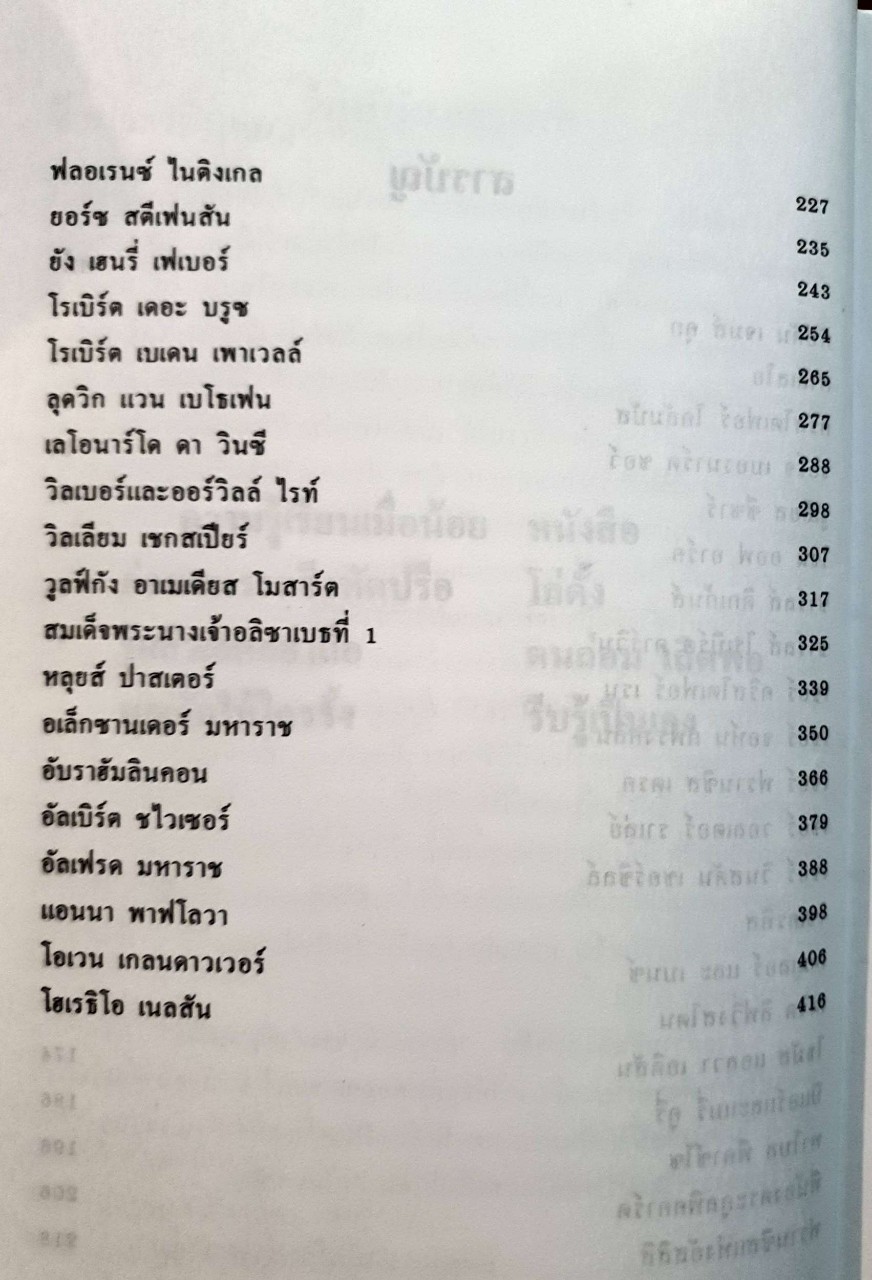 ฟลอเรนซ์ ไนติงเกล 227
ยอร์ช สตีเฟนสัน 235
ยัง เฮนรี่ เฟเบอร์ 243
โรเบิร์ต เดอะ บรูซ 254
โรเบิร์ต เบเดน เพาเวลล์ 265
ลุดวิก แวน เบโธเฟน 277
เลโอนาร์โด ดา วินซี 288
วิลเบอร์และออร์วิลล์ ไรท์ 298
วิลเลียม เชกสเปียร์ 307
วูลฟ์กัง อาเมเดียส โมสาร์ต 317
สมเด็จพระนางเจ้าอลิซาเบธที่ 1 325
หลุยส์ ปาสเตอร์ 339
อเล็กซานเดอร์ มหาราช 350
อับราฮัมลินคอน 366
อัลเบิร์ต ชไวเซอร์ 379
อัลเฟรด มหาราช 388
แอนนา พาฟโลวา 398
โอเวน เกลนดาวเวอร์ 406
โฮเรธิโอ เนลสัน 416